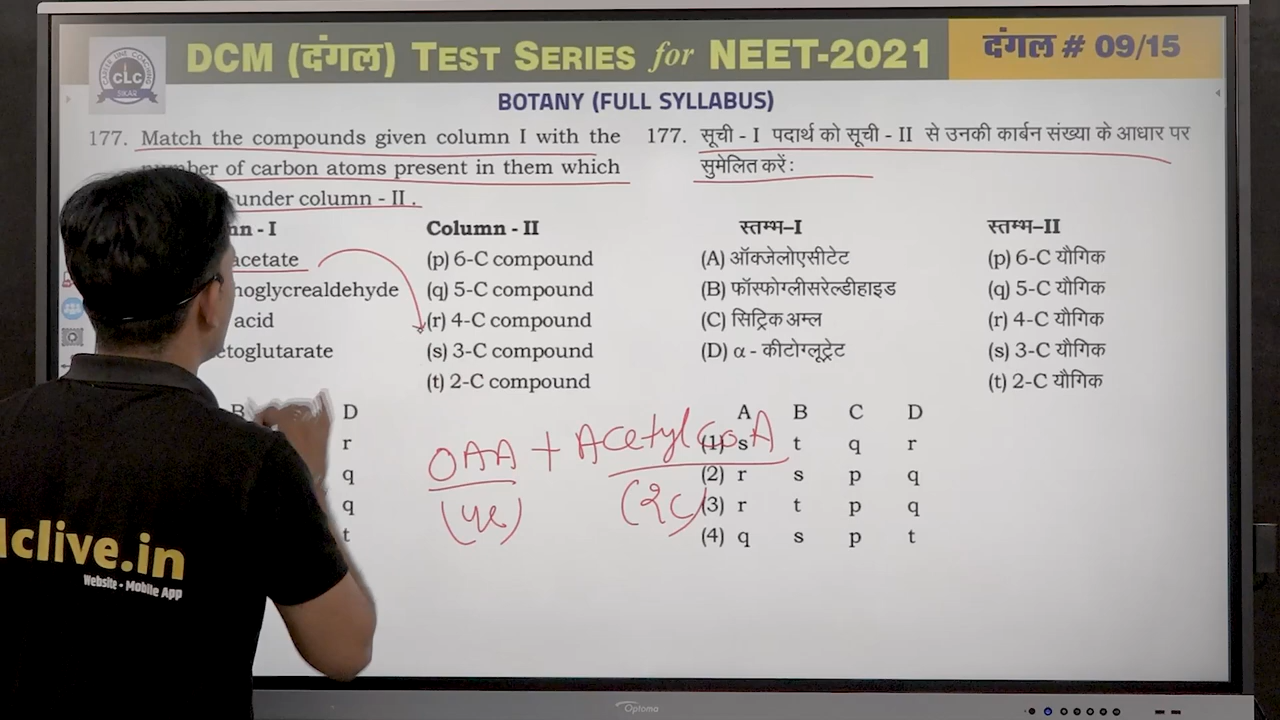 DCM (दंगल) TEST SERIES for NEET-2021
दंगल # 09/15
CLC
SIKAR
BOTANY (FULL SYLLABUS)
177. Match the compounds given column I with the
of carbon atoms present in them which
under column - II .
Column - II
acetate
(p) 6-C compound
(q) 5-C compound
acid
(r) 4-C compound
(s) 3-C compound
(t) 2-C compound
B D
r
q
q
t
177. सूची - I पदार्थ को सूची - II से उनकी कार्बन संख्या के आधार पर
सुमेलित करें:
स्तम्भ-I स्तम्भ-II
(A) ऑक्जेलोएसीटेट (p) 6-C यौगिक
(B) फॉस्फोग्लीसरेल्डीहाइड (q) 5-C यौगिक
(C) सिट्रिक अम्ल (r) 4-C यौगिक
(D) α - कीटोग्लूट्रेट (s) 3-C यौगिक
(t) 2-C यौगिक
A B C D
(1) s t q r
(2) r s p q
(3) r t p q
(4) q s p t
OAA + Acetyl CoA
(4C) (2C)
clive.in
Website - Mobile App
Optoma